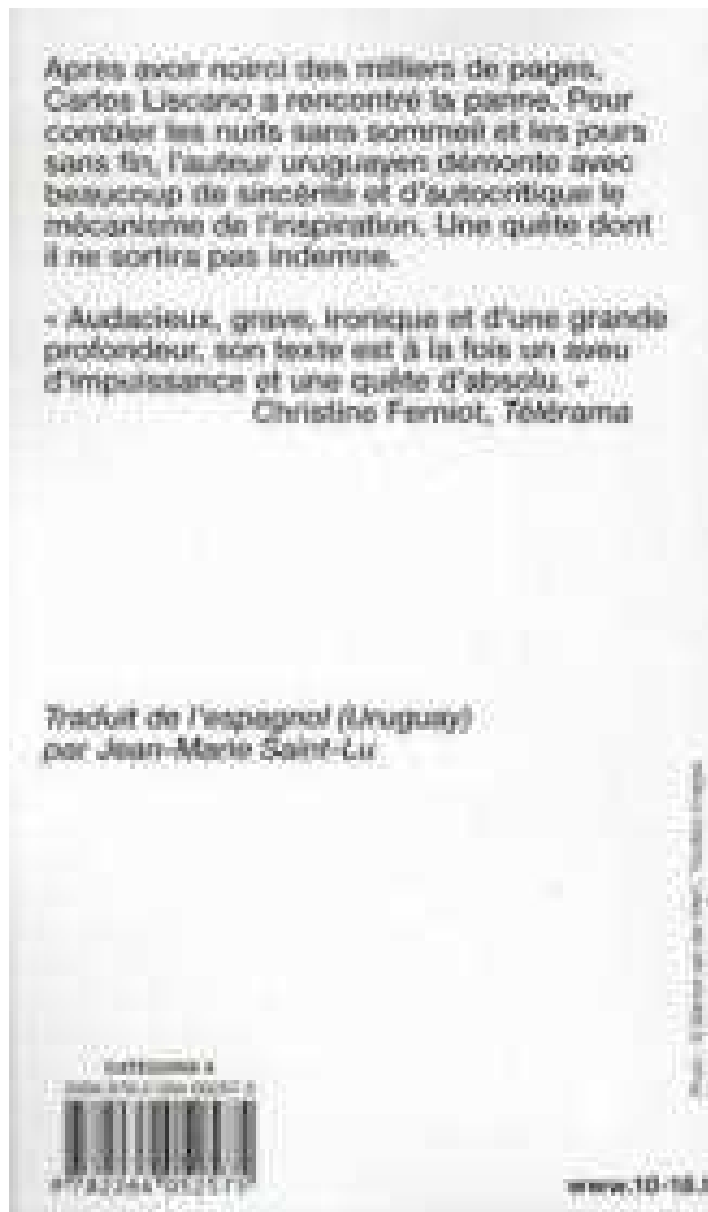 Après avoir noirci des milliers de pages,
Carlos Liscano a rencontré la panne. Pour
combler les nuits sans sommeil et les jours
sans fin, l'auteur uruguayen démonte avec
beaucoup de sincérité et d'autocritique le
mécanisme de l'inspiration. Une quête dont
il ne sortira pas indemne.
« Audacieux, grave, ironique et d'une grande
profondeur, son texte est à la fois un aveu
d'impuissance et une quête d'absolu. »
Christine Ferniot, Télérama
Traduit de l'espagnol (Uruguay)
par Jean-Marie Saint-Lu
CATÉGORIE
www.10-18.